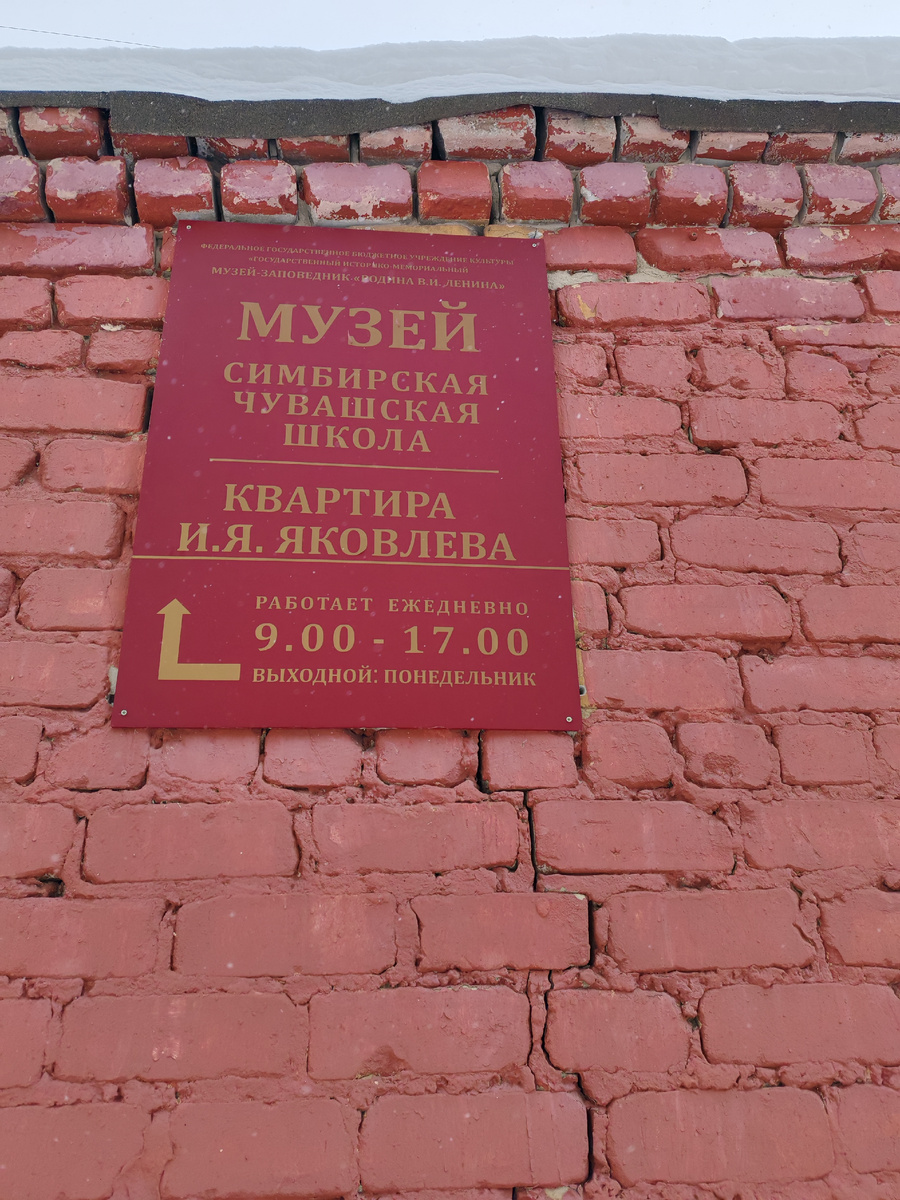 ФЕДЕРАЛЬНОЕ ГОСУДАРСТВЕННОЕ БЮДЖЕТНОЕ УЧРЕЖДЕНИЕ КУЛЬТУРЫ
«ГОСУДАРСТВЕННЫЙ ИСТОРИКО-МЕМОРИАЛЬНЫЙ
МУЗЕЙ-ЗАПОВЕДНИК «РОДИНА В.И. ЛЕНИНА»
МУЗЕЙ
СИМБИРСКАЯ
ЧУВАШСКАЯ
ШКОЛА
КВАРТИРА
И.Я. ЯКОВЛЕВА
РАБОТАЕТ ЕЖЕДНЕВНО
9.00 - 17.00
ВЫХОДНОЙ: ПОНЕДЕЛЬНИК